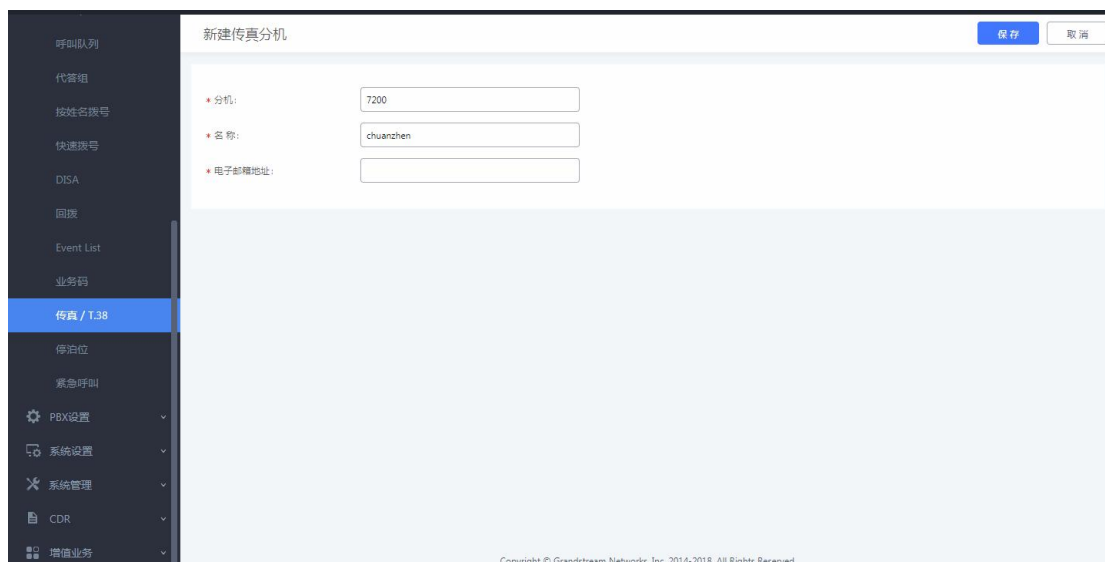 呼叫队列
代答组
按姓名拨号
快速拨号
DISA
回拨
Event List
业务码
传真 / T.38
停泊位
紧急呼叫
PBX设置
系统设置
系统管理
CDR
增值业务
新建传真分机
保存
取消
* 分机:
7200
* 名称:
chuanzhen
* 电子邮箱地址:
Copyright © Grandstream Networks, Inc. 2014-2018. All Rights Reserved.